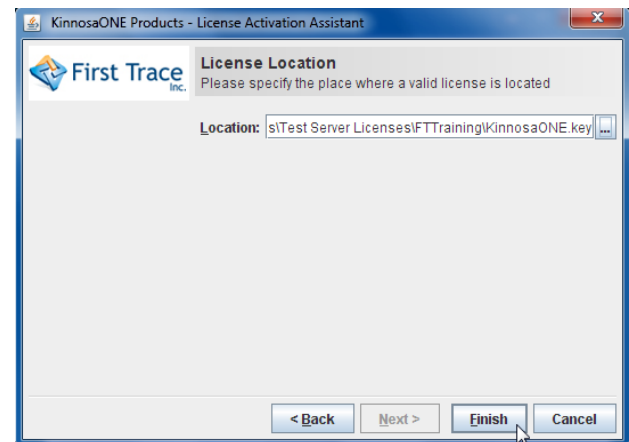 KinnosaONE Products - License Activation Assistant
First Trace
Inc.
License Location
Please specify the place where a valid license is located
Location: s\Test Server Licenses\FTTraining\KinnosaONE.key ...
< Back Next > Finish Cancel